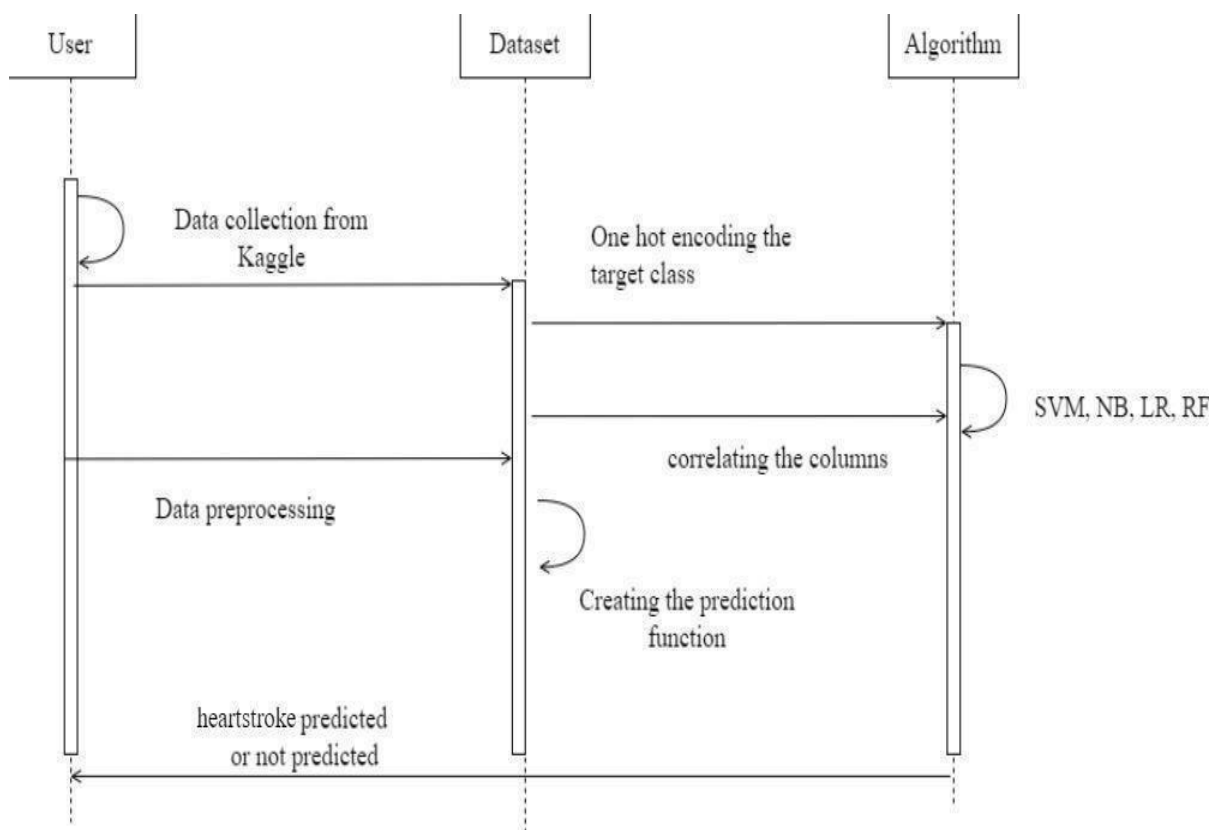 User
Dataset
Algorithm
Data collection from
Kaggle
One hot encoding the
target class
SVM, NB, LR, RF
correlating the columns
Data preprocessing
Creating the prediction
function
heartstroke predicted
or not predicted